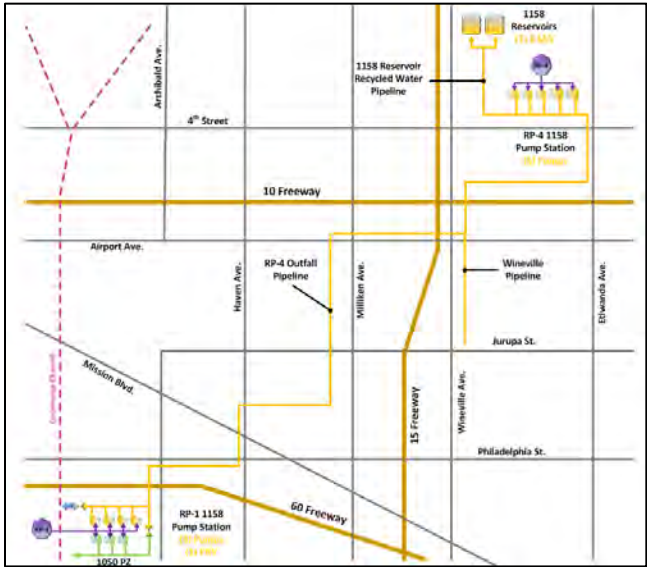 1158
Reservoirs
1158 Reservoir
Recycled Water
Pipeline
Archibald Ave.
4th Street
RP-4 1158
Pump Station
10 Freeway
Airport Ave.
RP-4 Outfall
Pipeline
Wineville
Pipeline
Haven Ave.
Milliken Ave.
Etiwanda Ave.
Jurupa St.
Mission Blvd.
15 Freeway
Wineville Ave.
Philadelphia St.
60 Freeway
RP-1 1158
Pump Station
1050 PZ